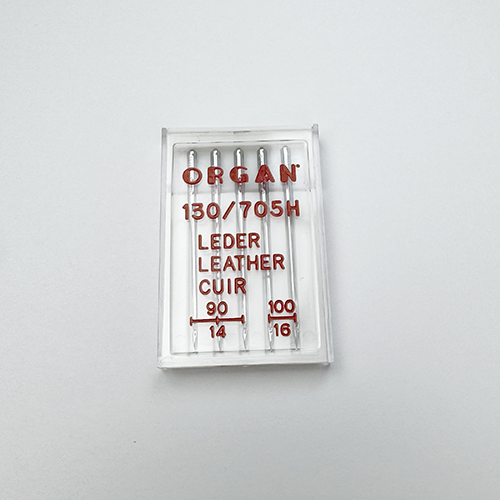 ORGAN
130/705H
LEDER
LEATHER
CUIR
90 100
14 16